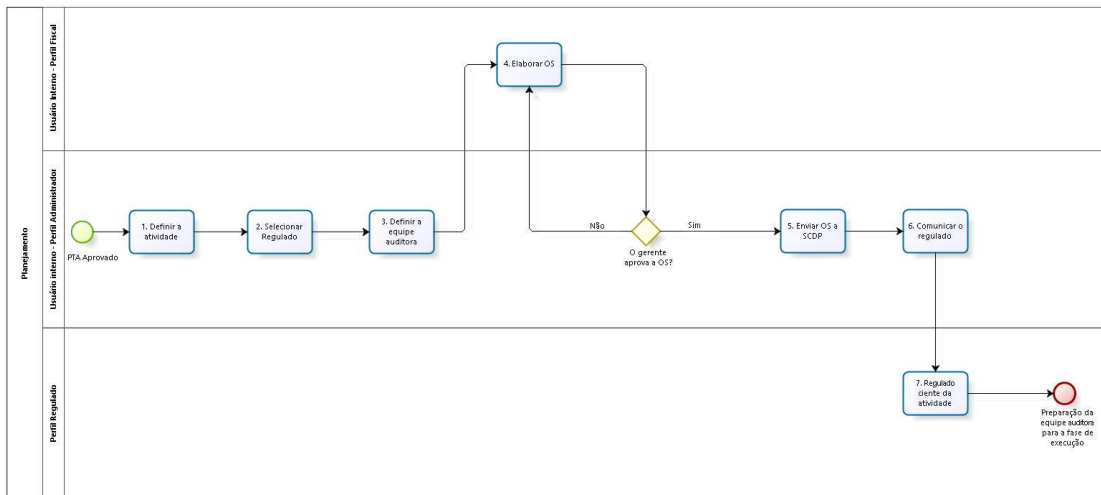 Planejamento
Usuário Interno - Perfil Fiscal
4. Elaborar OS
Usuário interno - Perfil Administrador
PTA Aprovado
1. Definir a
atividade
2. Selecionar
Regulado
3. Definir a
equipe
auditora
Não
O gerente
aprova a OS?
Sim
5. Enviar OS a
SCDP
6. Comunicar o
regulado
Perfil Regulado
7. Regulado
ciente da
atividade
Preparação da
equipe auditora
para a fase de
execução